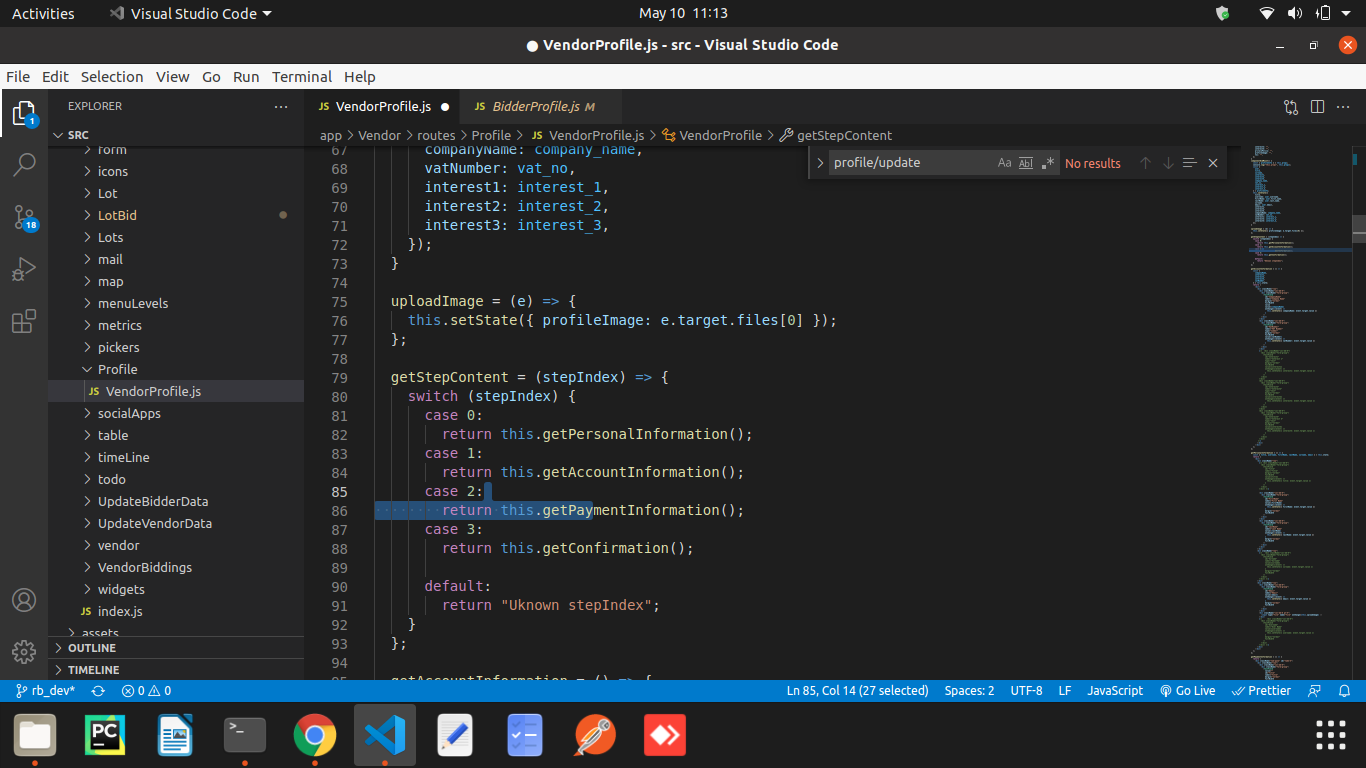 Activities
Visual Studio Code
May 10 11:13
● VendorProfile.js - src - Visual Studio Code
File Edit Selection View Go Run Terminal Help
EXPLORER
JS VendorProfile.js
JS BidderProfile.js M
SRC
app > Vendor > routes > Profile > JS VendorProfile.js > VendorProfile > getStepContent
profile/update
Aa
No results
1
18
form
icons
Lot
LotBid
Lots
mail
map
menuLevels
metrics
pickers
Profile
JS VendorProfile.js
socialApps
table
timeLine
todo
UpdateBidderData
UpdateVendorData
vendor
VendorBiddings
widgets
JS index.js
assets
OUTLINE
TIMELINE
67 companyName: company_name,
68 vatNumber: vat_no,
69 interest1: interest_1,
70 interest2: interest_2,
71 interest3: interest_3,
72 });
73 }
74
75 uploadImage = (e) => {
76 this.setState({ profileImage: e.target.files[0] });
77 };
78
79 getStepContent = (stepIndex) => {
80 switch (stepIndex) {
81 case 0:
82 return this.getPersonalInformation();
83 case 1:
84 return this.getAccountInformation();
85 case 2:
86 return this.getPaymentInformation();
87 case 3:
88 return this.getConfirmation();
89
90 default:
91 return "Uknown stepIndex";
92 }
93 };
94
95 getAccountInformation = () => {
rb_dev* 0 0
Ln 85, Col 14 (27 selected) Spaces: 2 UTF-8 LF JavaScript Go Live Prettier
PC
>_